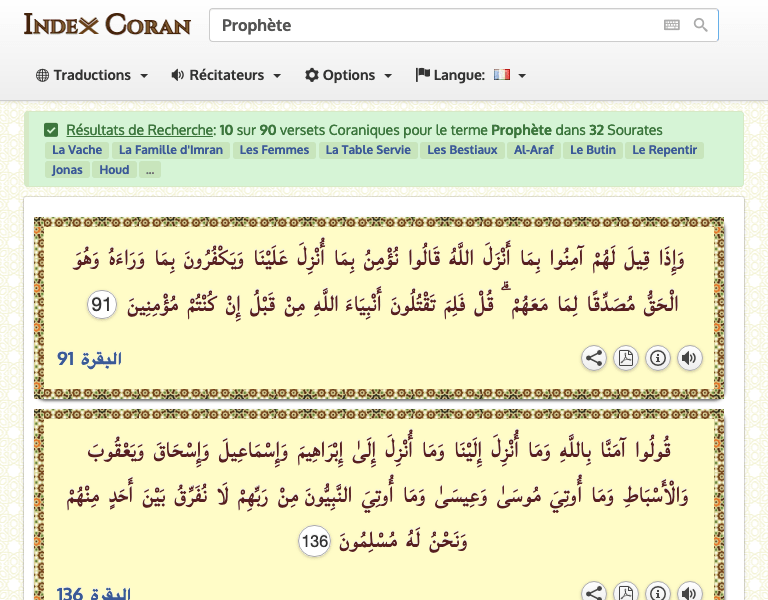 INDEX CORAN
Prophète
Traductions Récitateurs Options Langue:
Résultats de Recherche: 10 sur 90 versets Coraniques pour le terme Prophète dans 32 Sourates
La Vache La Famille d'Imran Les Femmes La Table Servie Les Bestiaux Al-Araf Le Butin Le Repentir
Jonas Houd ...
وَإِذَا قِيلَ لَهُمْ آمِنُوا بِمَا أَنْزَلَ اللَّهُ قَالُوا نُؤْمِنُ بِمَا أُنْزِلَ عَلَيْنَا وَيَكْفُرُونَ بِمَا وَرَاءَهُ وَهُوَ
الْحَقُّ مُصَدِّقًا لِمَا مَعَهُمْ ۗ قُلْ فَلِمَ تَقْتُلُونَ أَنْبِيَاءَ اللَّهِ مِنْ قَبْلُ إِنْ كُنْتُمْ مُؤْمِنِينَ 91
البقرة 91
قُولُوا آمَنَّا بِاللَّهِ وَمَا أُنْزِلَ إِلَيْنَا وَمَا أُنْزِلَ إِلَىٰ إِبْرَاهِيمَ وَإِسْمَاعِيلَ وَإِسْحَاقَ وَيَعْقُوبَ
وَالْأَسْبَاطِ وَمَا أُوتِيَ مُوسَىٰ وَعِيسَىٰ وَمَا أُوتِيَ النَّبِيُّونَ مِنْ رَبِّهِمْ لَا نُفَرِّقُ بَيْنَ أَحَدٍ مِنْهُمْ
وَنَحْنُ لَهُ مُسْلِمُونَ 136
البقرة 136